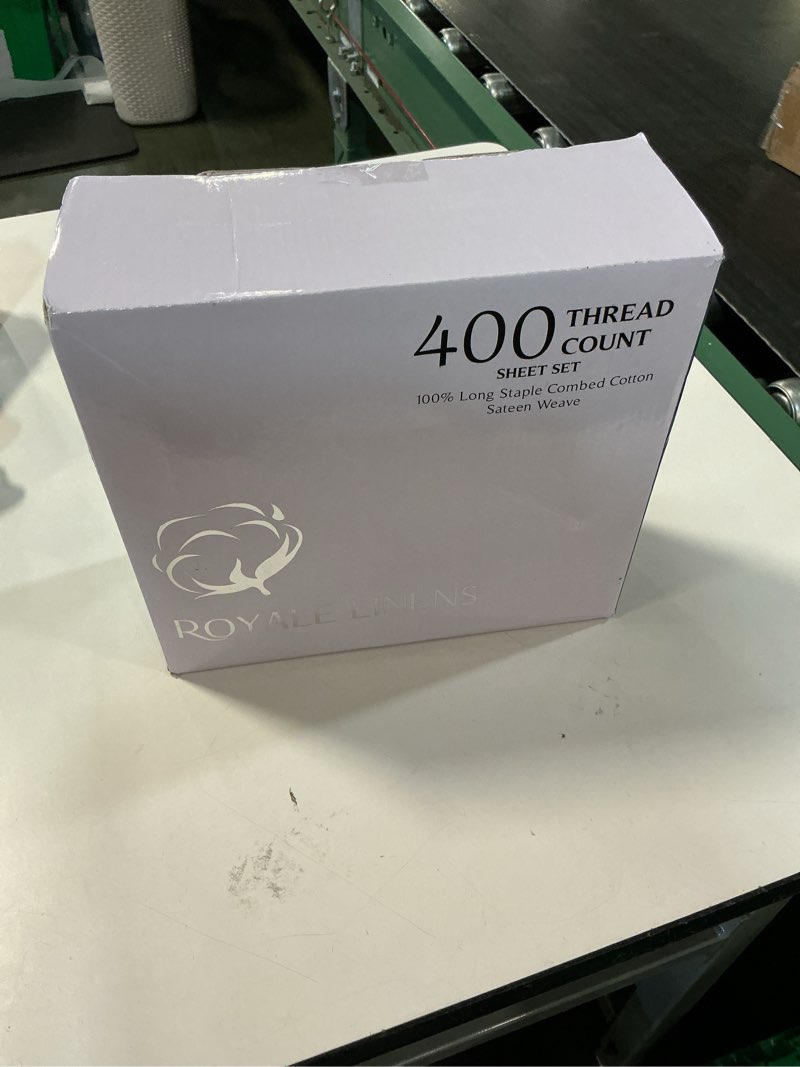 400 THREAD
COUNT
SHEET SET
100% Long Staple Combed Cotton
Sateen Weave
ROYALE LINENS